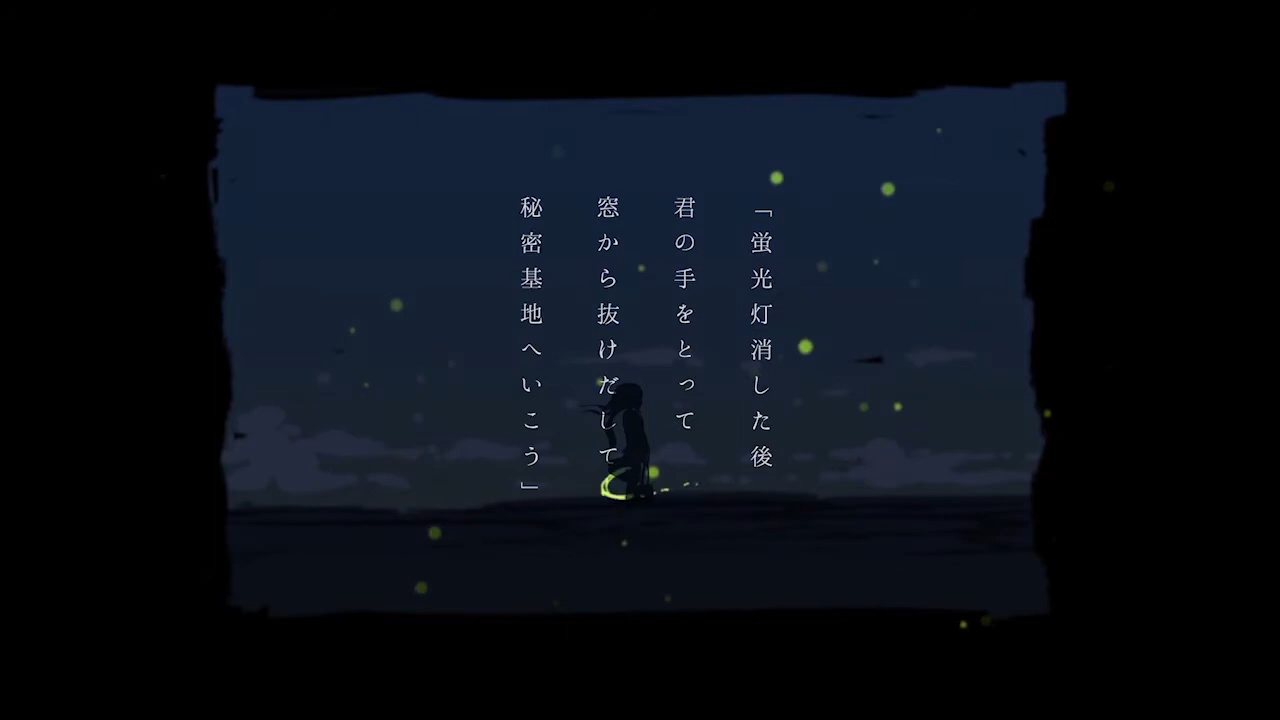 「蛍光灯消した後
君の手をとって
窓から抜けだして
秘密基地へいこう」